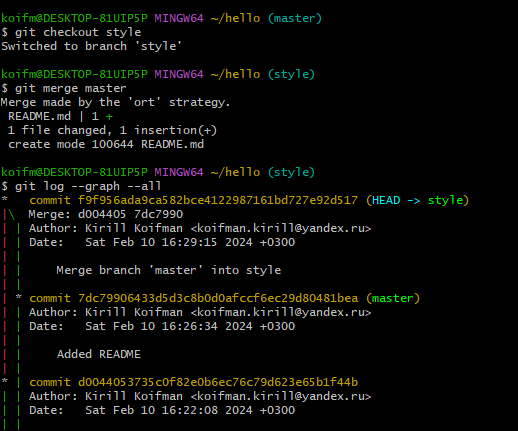 koifm@DESKTOP-81UIP5P MINGW64 ~/hello (master)
$ git checkout style
Switched to branch 'style'

koifm@DESKTOP-81UIP5P MINGW64 ~/hello (style)
$ git merge master
Merge made by the 'ort' strategy.
 README.md | 1 +
 1 file changed, 1 insertion(+)
 create mode 100644 README.md

koifm@DESKTOP-81UIP5P MINGW64 ~/hello (style)
$ git log --graph --all
*   commit f9f956ada9ca582bce4122987161bd727e92d517 (HEAD -> style)
|\  Merge: d004405 7dc7990
| | Author: Kirill Koifman <koifman.kirill@yandex.ru>
| | Date:   Sat Feb 10 16:29:15 2024 +0300
| |
| |     Merge branch 'master' into style
| |
| * commit 7dc79906433d5d3c8b0d0afccf6ec29d80481bea (master)
| | Author: Kirill Koifman <koifman.kirill@yandex.ru>
| | Date:   Sat Feb 10 16:26:34 2024 +0300
| |
| |     Added README
| |
* | commit d0044053735c0f82e0b6ec76c79d623e65b1f44b
| | Author: Kirill Koifman <koifman.kirill@yandex.ru>
| | Date:   Sat Feb 10 16:22:08 2024 +0300
| |